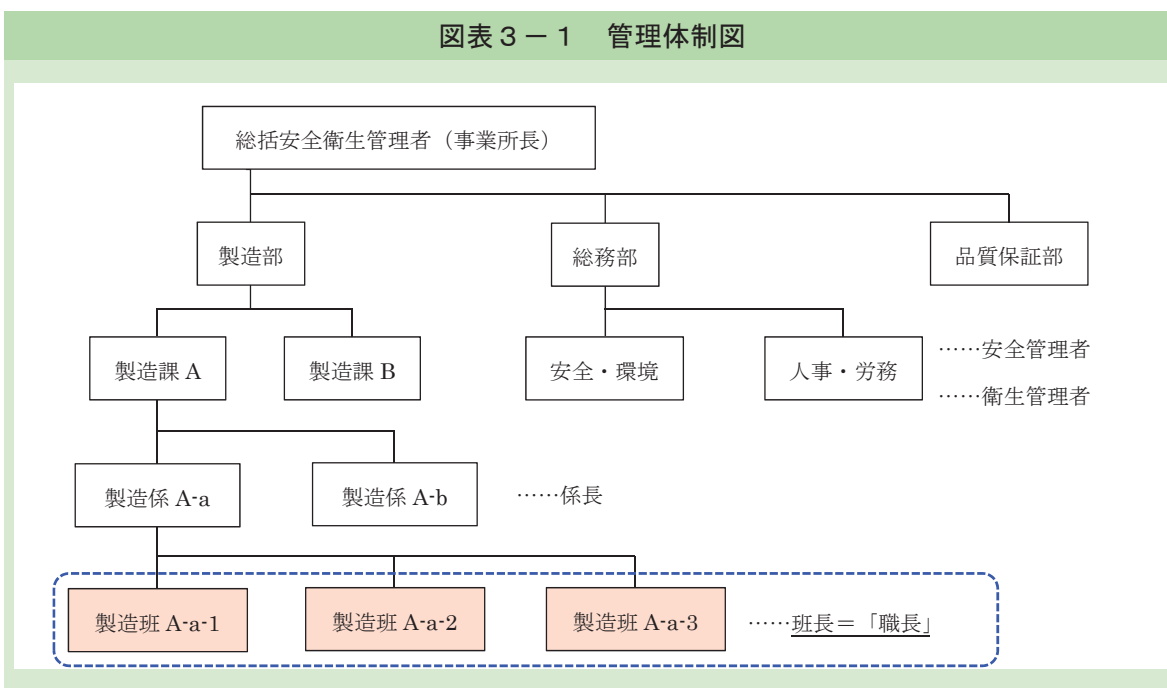 図表3－1　管理体制図
総括安全衛生管理者（事業所長）
製造部
総務部
品質保証部
製造課 A
製造課 B
安全・環境
人事・労務
……安全管理者
……衛生管理者
製造係 A-a
製造係 A-b
……係長
製造班 A-a-1
製造班 A-a-2
製造班 A-a-3
……班長＝「職長」